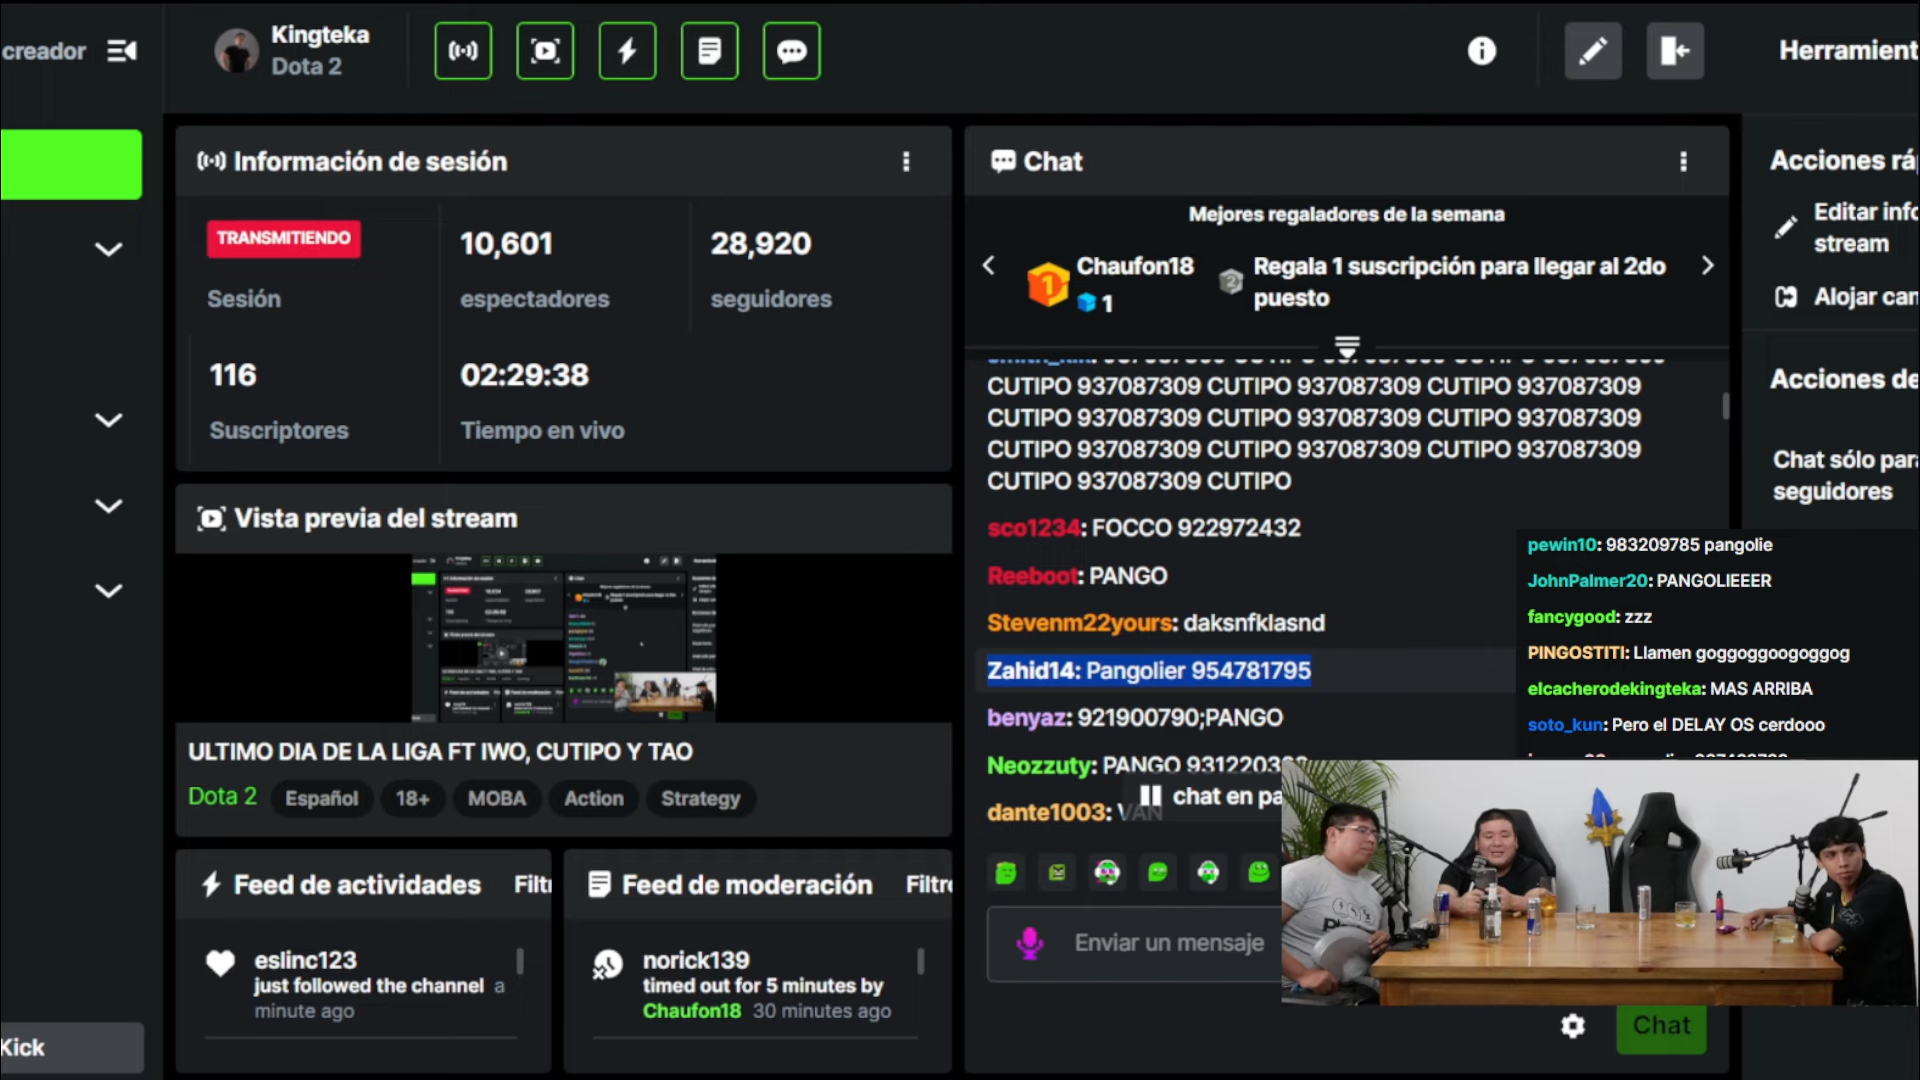 creador
Kingteka
Dota 2
Herramient
Información de sesión
TRANSMITIENDO
Sesión
10,601
espectadores
28,920
seguidores
116
Suscriptores
02:29:38
Tiempo en vivo
Vista previa del stream
ULTIMO DIA DE LA LIGA FT IWO, CUTIPO Y TAO
Dota 2 Español 18+ MOBA Action Strategy
Feed de actividades Filtr
eslinc123
just followed the channel a
minute ago
Feed de moderación Filtro
norick139
timed out for 5 minutes by
Chaufon18 30 minutes ago
Kick
Chat
Mejores regaladores de la semana
1 Chaufon18
1
2 Regala 1 suscripción para llegar al 2do
puesto
CUTIPO 937087309 CUTIPO 937087309 CUTIPO 937087309
CUTIPO 937087309 CUTIPO 937087309 CUTIPO 937087309
CUTIPO 937087309 CUTIPO 937087309 CUTIPO 937087309
CUTIPO 937087309 CUTIPO
sco1234: FOCCO 922972432
Reeboot: PANGO
Stevenm22yours: daksnfklasnd
Zahid14: Pangolier 954781795
benyaz: 921900790;PANGO
Neozzuty: PANGO
dante1003: VAN
chat en pa
Enviar un mensaje
Chat
Acciones rá
Editar info
stream
Alojar can
Acciones de
Chat sólo par
seguidores
pewin10: 983209785 pangolie
JohnPalmer20: PANGOLIEEER
fancygood: zzz
PINGOSTITI: Llamen goggoggoogoggog
elcacherodekingteka: MAS ARRIBA
soto_kun: Pero el DELAY OS cerdooo